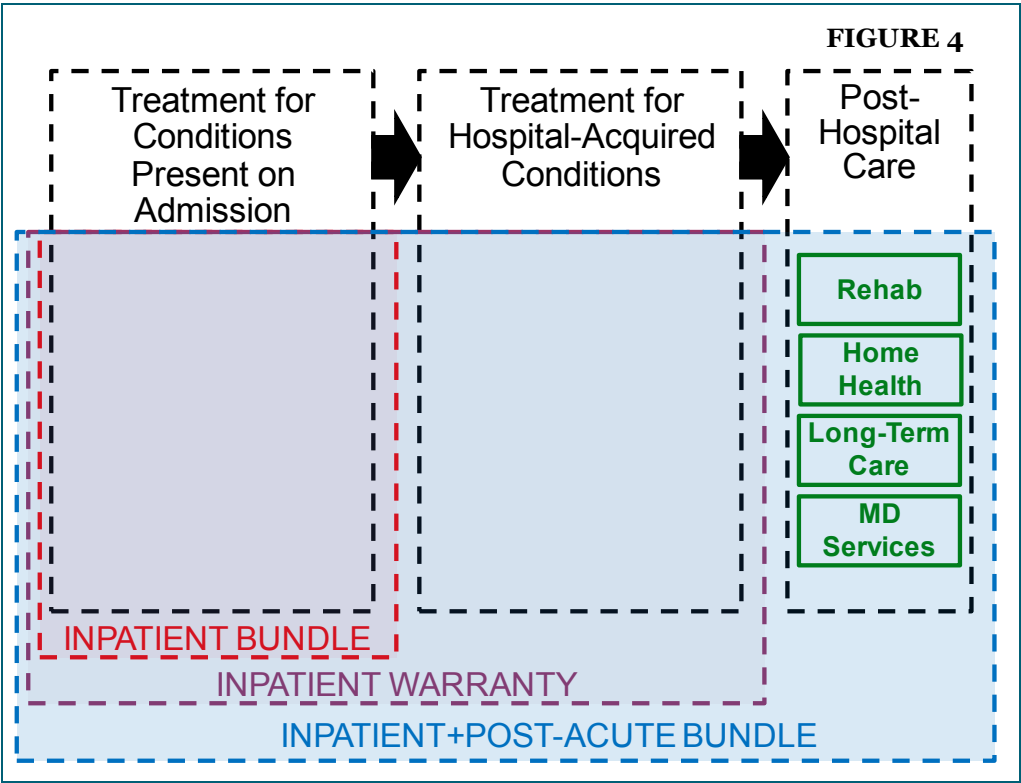 FIGURE 4
Treatment for
Conditions
Present on
Admission
Treatment for
Hospital-Acquired
Conditions
Post-
Hospital
Care
Rehab
Home
Health
Long-Term
Care
MD
Services
INPATIENT BUNDLE
INPATIENT WARRANTY
INPATIENT+POST-ACUTE BUNDLE